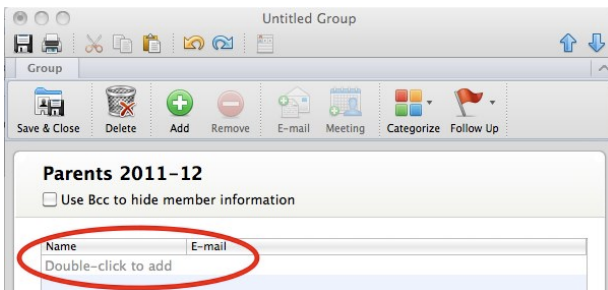 Untitled Group
Group
Save & Close Delete Add Remove E-mail Meeting Categorize Follow Up
Parents 2011-12
Use Bcc to hide member information
Name E-mail
Double-click to add